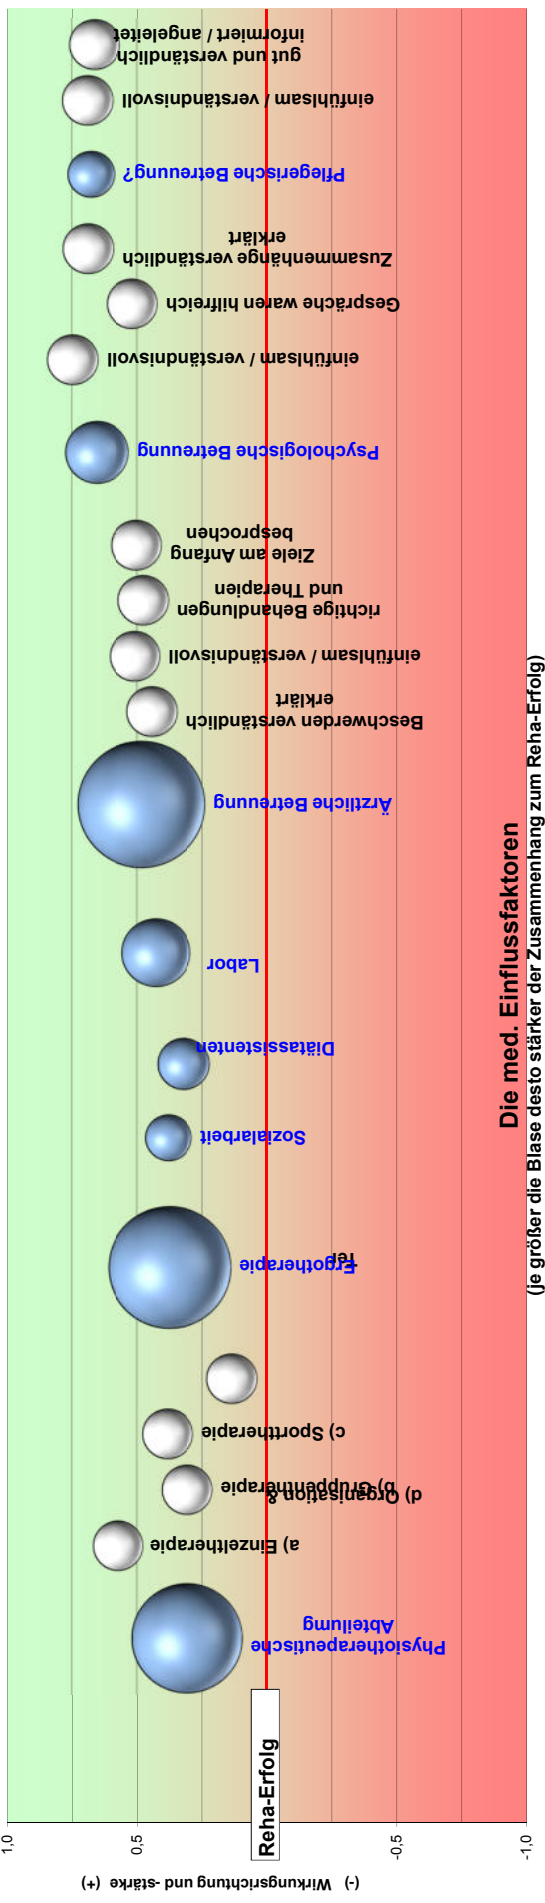 Die med. Einflussfaktoren
(je größer die Blase desto stärker der Zusammenhang zum Reha-Erfolg)
(-) Wirkungsrichtung und -stärke (+)
1,0
0,5
-0,5
-1,0
Reha-Erfolg
Physiotherapeutische
Abteilumg
a) Einzeltherapie
b) Gruppentherapie
c) Sporttherapie
d) Organisation &
Ergotherapie
Sozialarbeit
Diätassistenten
Labor
Ärztliche Betreuung
Beschwerden verständlich
erklärt
einfühlsam / verständnisvoll
richtige Behandlungen
und Therapien
Ziele am Anfang
besprochen
Psychologische Betreuung
einfühlsam / verständnisvoll
Gespräche waren hilfreich
Zusammenhänge verständlich
erklärt
Pflegerische Betreuung?
einfühlsam / verständnisvoll
gut und verständlich
informiert / angeleitet